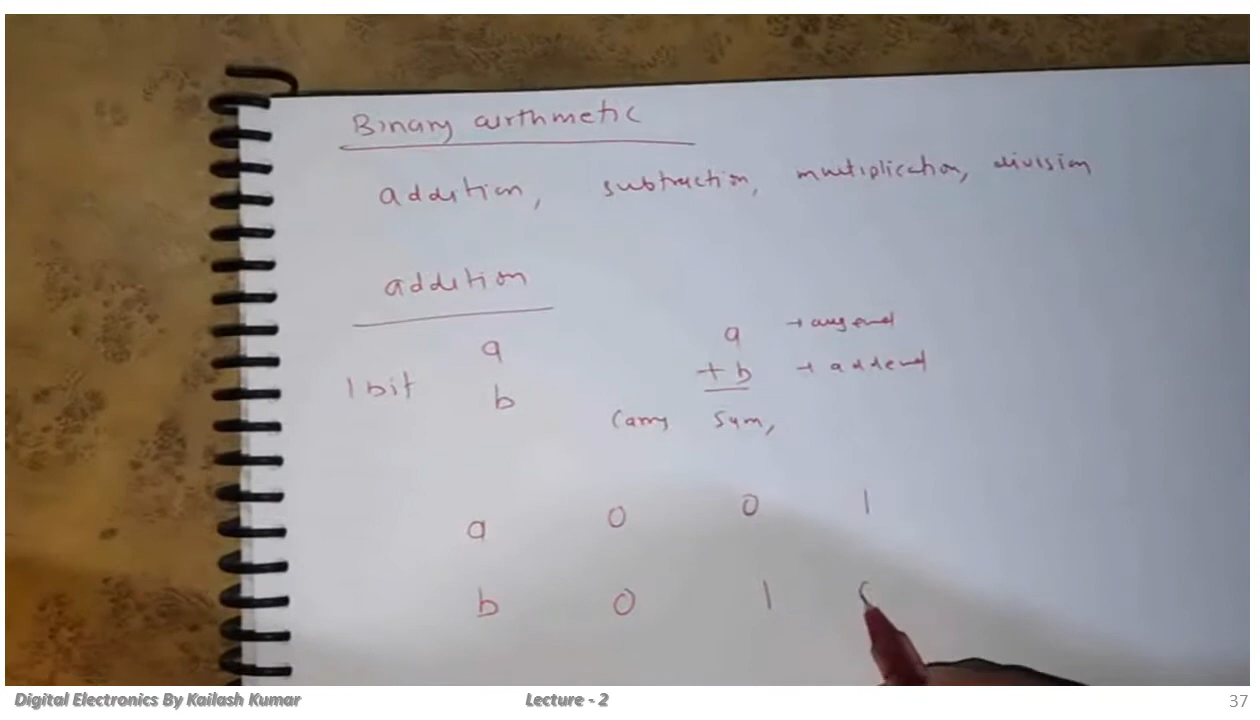 Binary airthmetic
addition, subtraction, multiplication, division
addition
a a → augend
1 bit b + b → addend
Carry Sum,
a 0 0 1
b 0 1
Digital Electronics By Kailash Kumar Lecture - 2 37